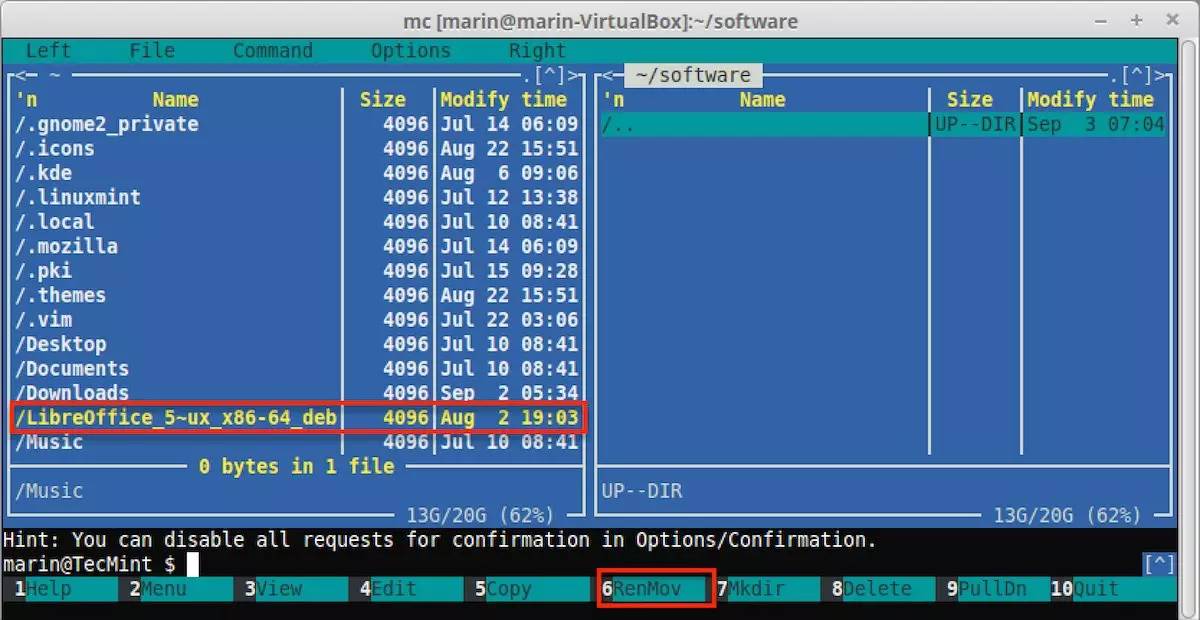 mc [marin@marin-VirtualBox]:~/software
Left File Command Options Right
<─ ~ .[^]>
'n Name Size Modify time
/.gnome2_private 4096 Jul 14 06:09
/.icons 4096 Aug 22 15:51
/.kde 4096 Aug 6 09:06
/.linuxmint 4096 Jul 12 13:38
/.local 4096 Jul 10 08:41
/.mozilla 4096 Jul 14 06:09
/.pki 4096 Jul 15 09:28
/.themes 4096 Aug 22 15:51
/.vim 4096 Jul 22 03:06
/Desktop 4096 Jul 10 08:41
/Documents 4096 Jul 10 08:41
/Downloads 4096 Sep 2 05:34
/LibreOffice_5~ux_x86-64_deb 4096 Aug 2 19:03
/Music 4096 Jul 10 08:41
0 bytes in 1 file
/Music
13G/20G (62%)
<─ ~/software .[^]>
'n Name Size Modify time
/.. UP--DIR Sep 3 07:04
UP--DIR
13G/20G (62%)
Hint: You can disable all requests for confirmation in Options/Confirmation.
marin@TecMint $ [^]
1Help 2Menu 3View 4Edit 5Copy 6RenMov 7Mkdir 8Delete 9PullDn 10Quit